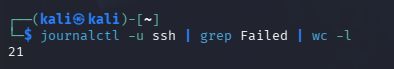 ┌──(kali㉿kali)-[~]
└─$ journalctl -u ssh | grep Failed | wc -l
21